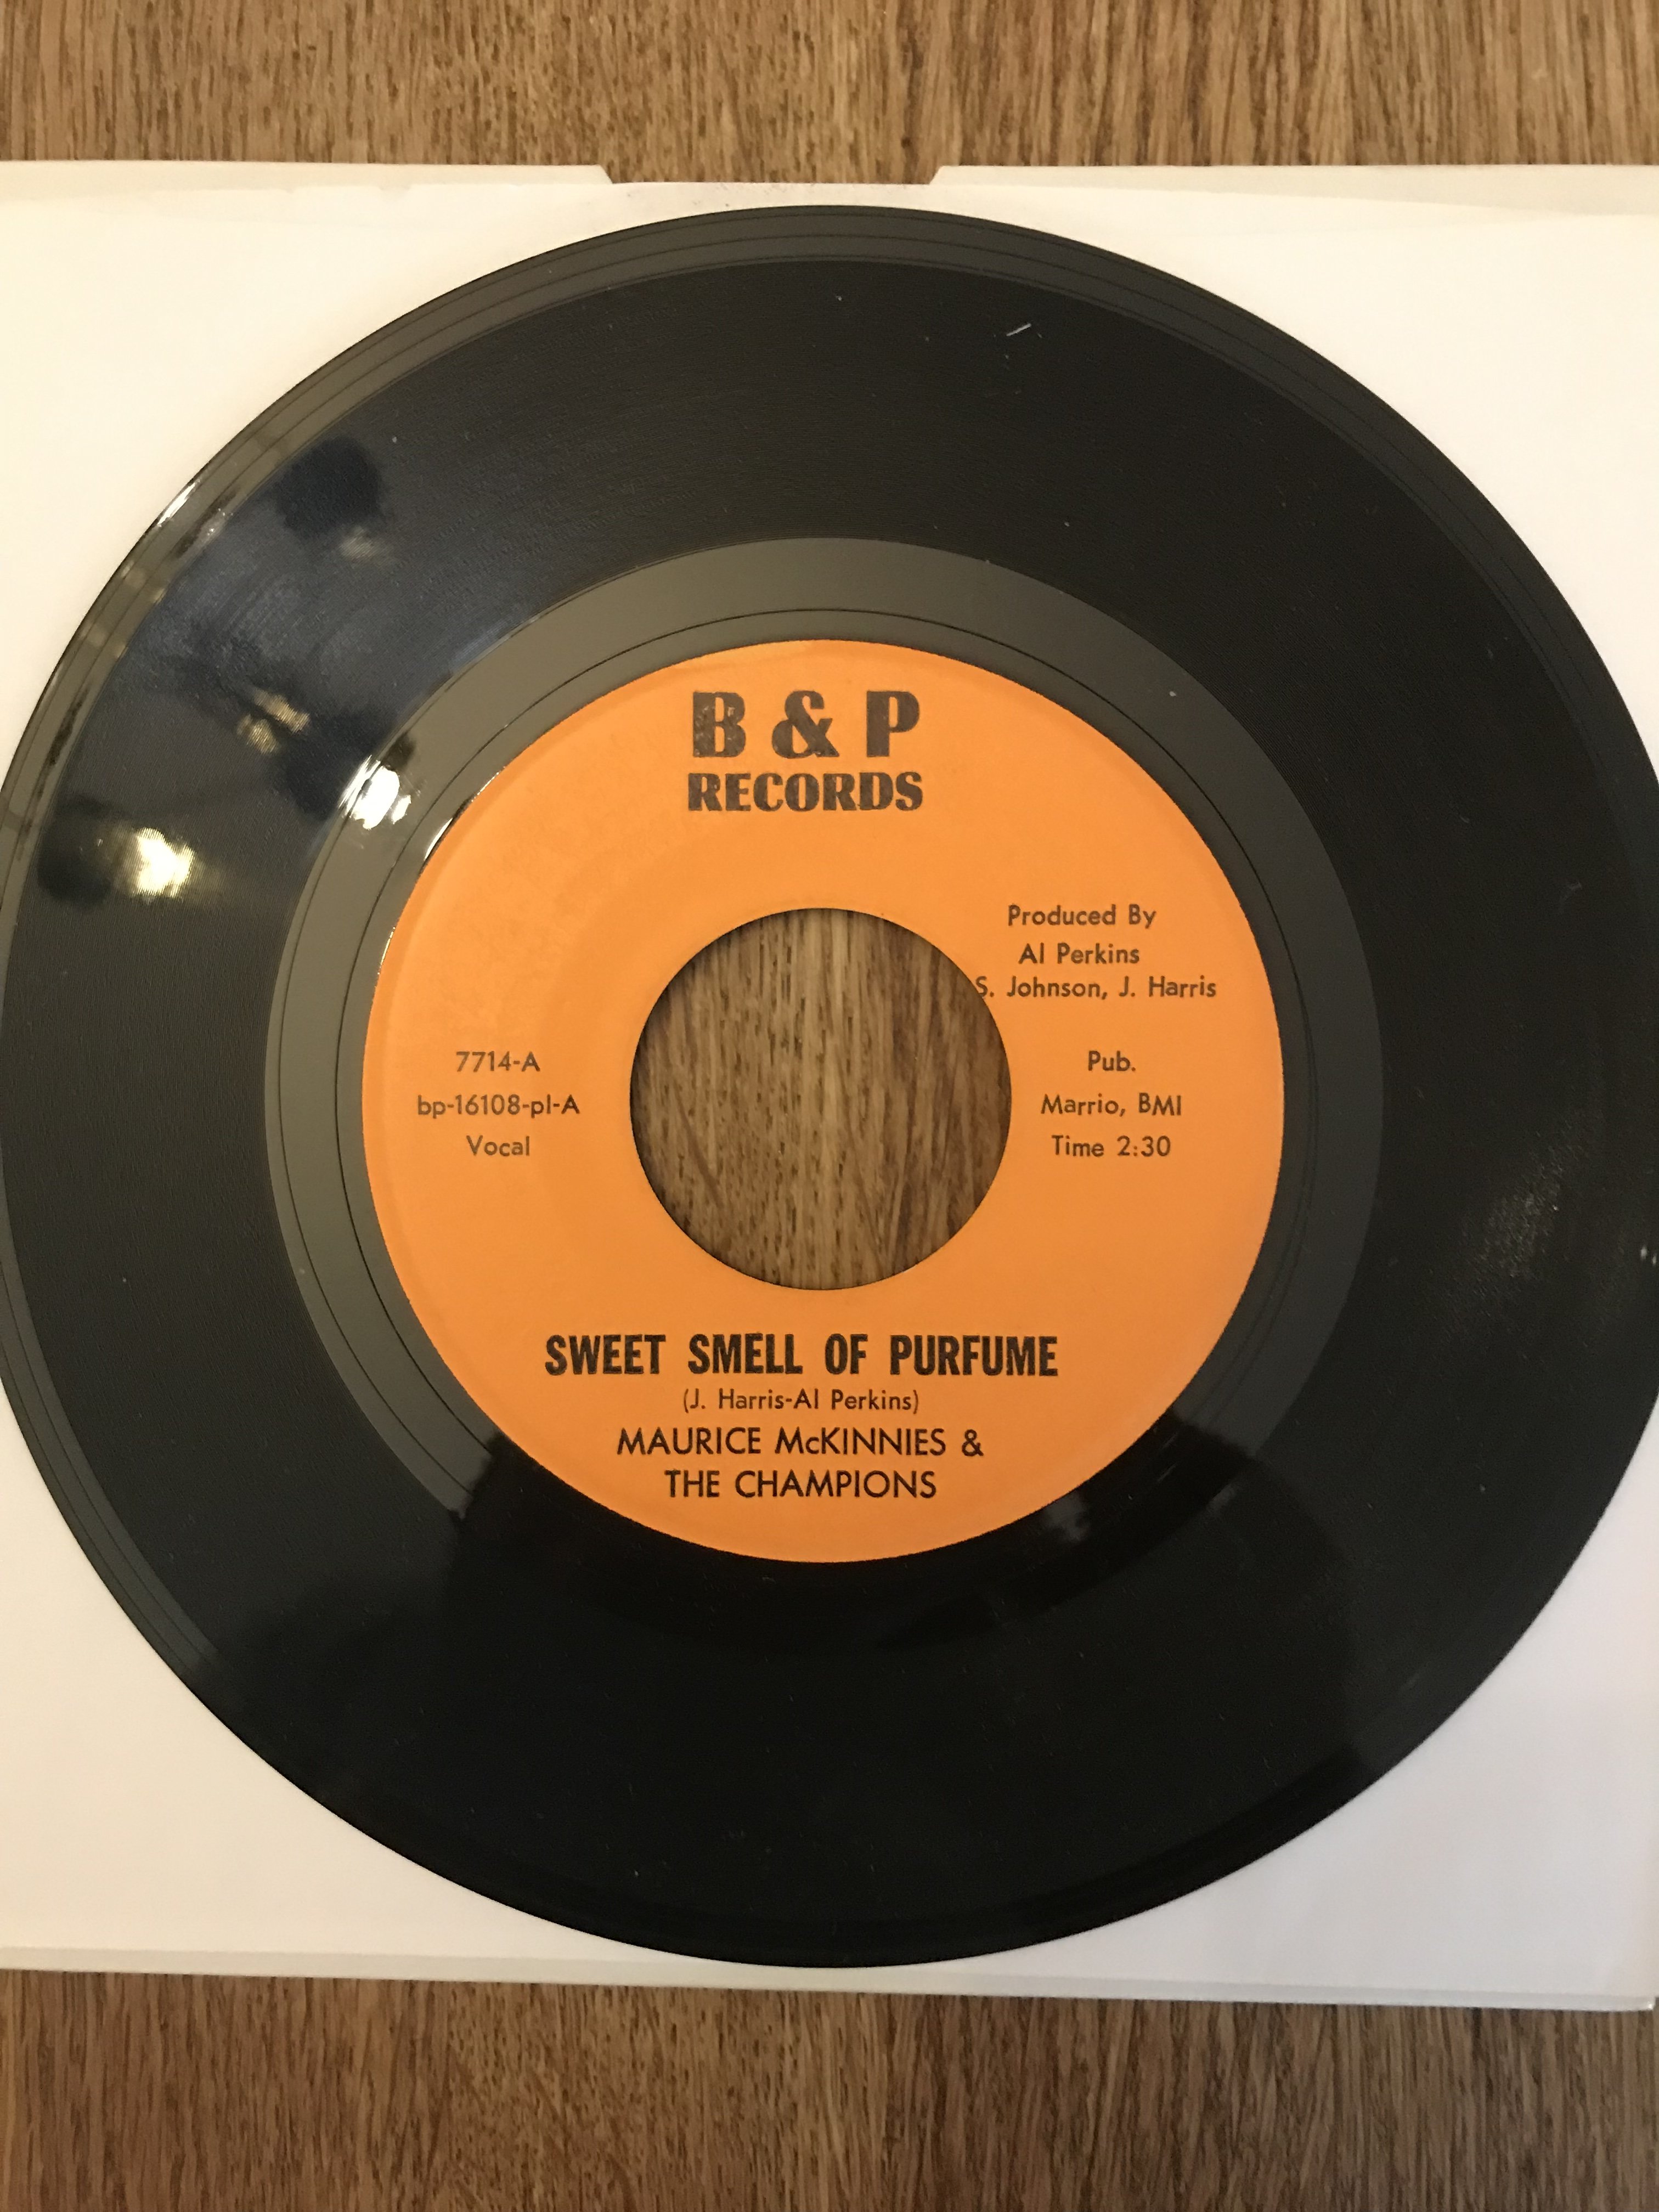 B & P
RECORDS
Produced By
Al Perkins
S. Johnson, J. Harris
7714-A
bp-16108-pl-A
Vocal
Pub.
Marrio, BMI
Time 2:30
SWEET SMELL OF PURFUME
(J. Harris-Al Perkins)
MAURICE McKINNIES &
THE CHAMPIONS